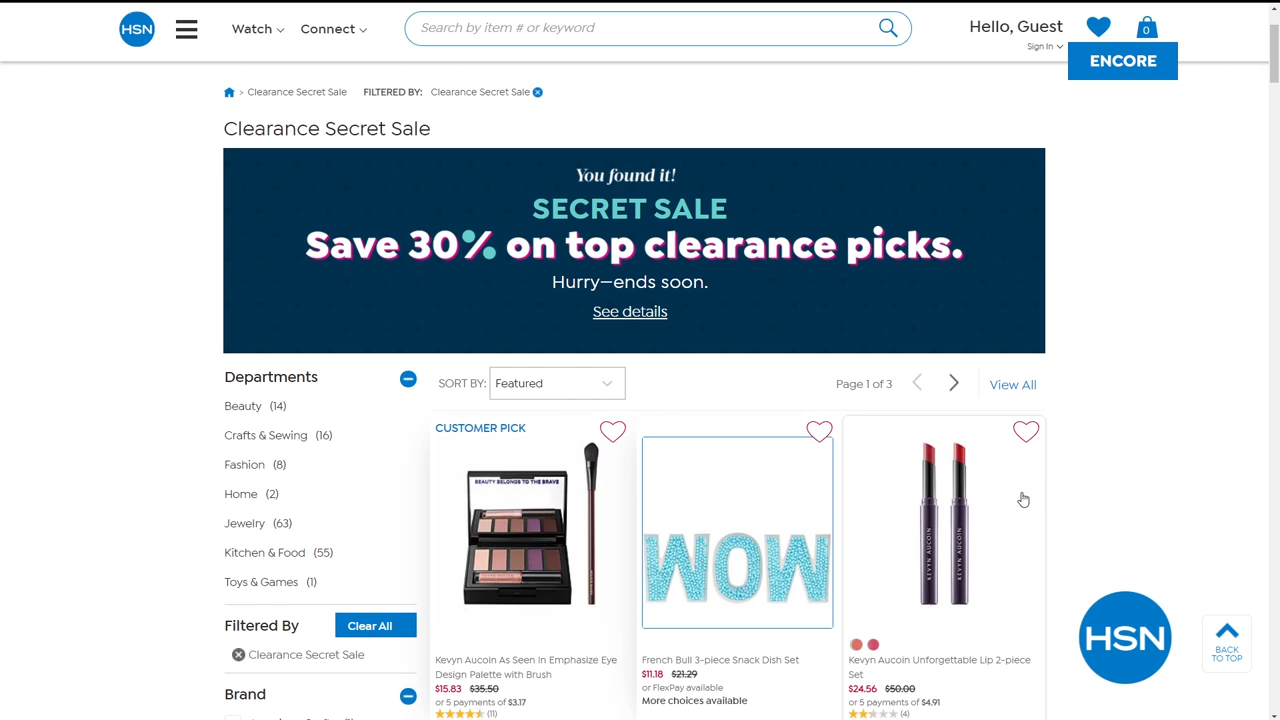 HSN
Watch
Connect
Search by item # or keyword
Hello, Guest
Sign In
0
ENCORE
> Clearance Secret Sale
FILTERED BY:
Clearance Secret Sale
Clearance Secret Sale
You found it!
SECRET SALE
Save 30% on top clearance picks.
Hurry—ends soon.
See details
Departments
Beauty (14)
Crafts & Sewing (16)
Fashion (8)
Home (2)
Jewelry (63)
Kitchen & Food (55)
Toys & Games (1)
Filtered By
Clear All
Clearance Secret Sale
Brand
SORT BY:
Featured
Page 1 of 3
View All
CUSTOMER PICK
BEAUTY BELONGS TO THE BRAVE
Kevyn Aucoin As Seen In Emphasize Eye
Design Palette with Brush
$15.83 $35.50
or 5 payments of $3.17
(11)
WOW
French Bull 3-piece Snack Dish Set
$11.18 $21.29
or FlexPay available
More choices available
KEVYN AUCOIN
KEVYN AUCOIN
Kevyn Aucoin Unforgettable Lip 2-piece
Set
$24.56 $50.00
or 5 payments of $4.91
(4)
HSN
BACK
TO TOP